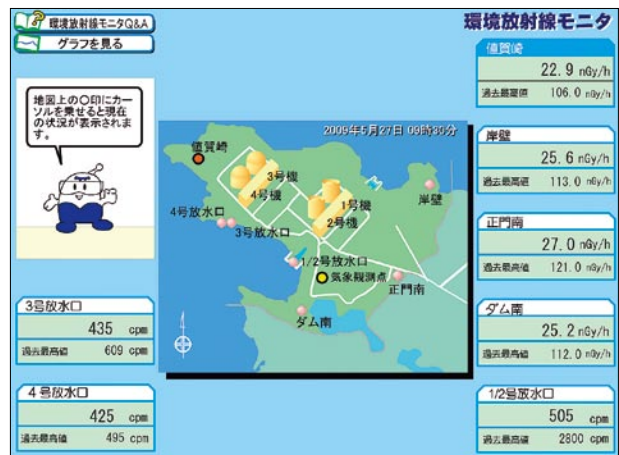 環境放射線モニタQ&A
グラフを見る
環境放射線モニタ
地図上の○印にカー
ソルを乗せると現在
の状況が表示されま
す。
2009年5月27日 09時30分
値賀崎
3号機
4号機
1号機
2号機
岸壁
4号放水口
3号放水口
1/2号放水口
気象観測点
正門南
ダム南
値賀崎
22.9 nGy/h
過去最高値 106.0 nGy/h
岸壁
25.6 nGy/h
過去最高値 113.0 nGy/h
正門南
27.0 nGy/h
過去最高値 121.0 nGy/h
ダム南
25.2 nGy/h
過去最高値 112.0 nGy/h
3号放水口
435 cpm
過去最高値 609 cpm
4号放水口
425 cpm
過去最高値 495 cpm
1/2号放水口
505 cpm
過去最高値 2800 cpm